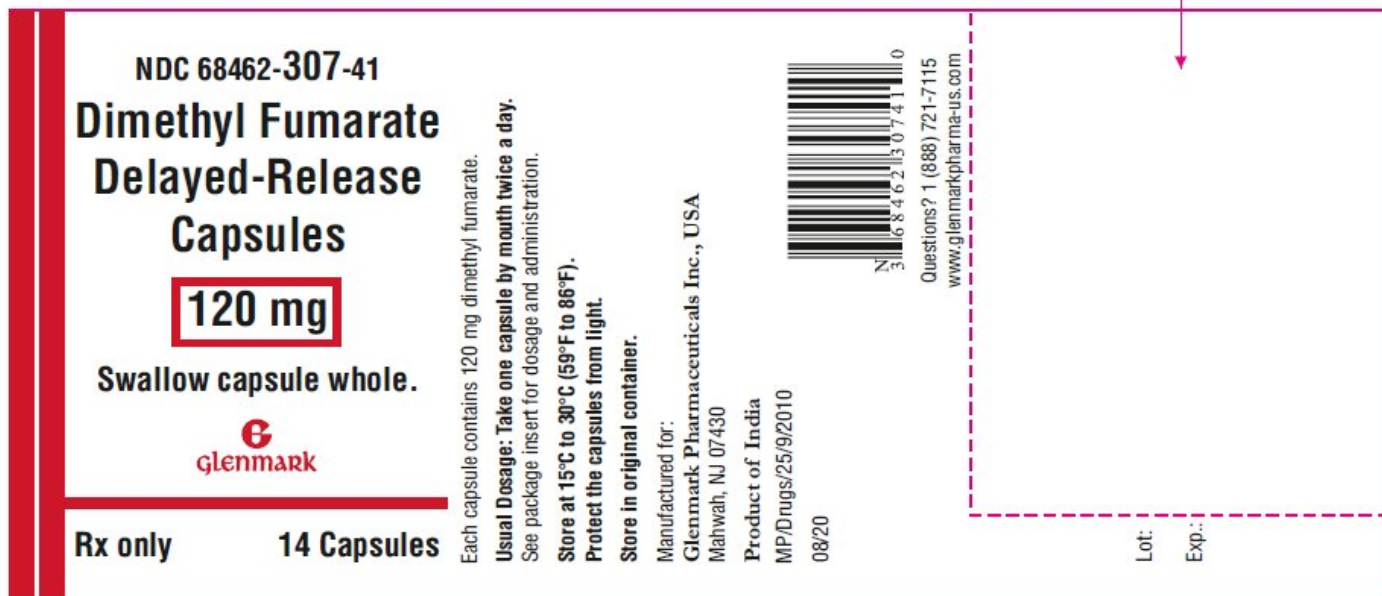 NDC 68462-307-41
Dimethyl Fumarate
Delayed-Release
Capsules
120 mg
Swallow capsule whole.
glenmark
Rx only 14 Capsules
Each capsule contains 120 mg dimethyl fumarate.
Usual Dosage: Take one capsule by mouth twice a day.
See package insert for dosage and administration.
Store at 15°C to 30°C (59°F to 86°F).
Protect the capsules from light.
Store in original container.
Manufactured for:
Glenmark Pharmaceuticals Inc., USA
Mahwah, NJ 07430
Product of India
MP/Drugs/25/9/2010
08/20
N
3 68462 30741 0
Questions? 1 (888) 721-7115
www.glenmarkpharma-us.com
Lot:
Exp.: